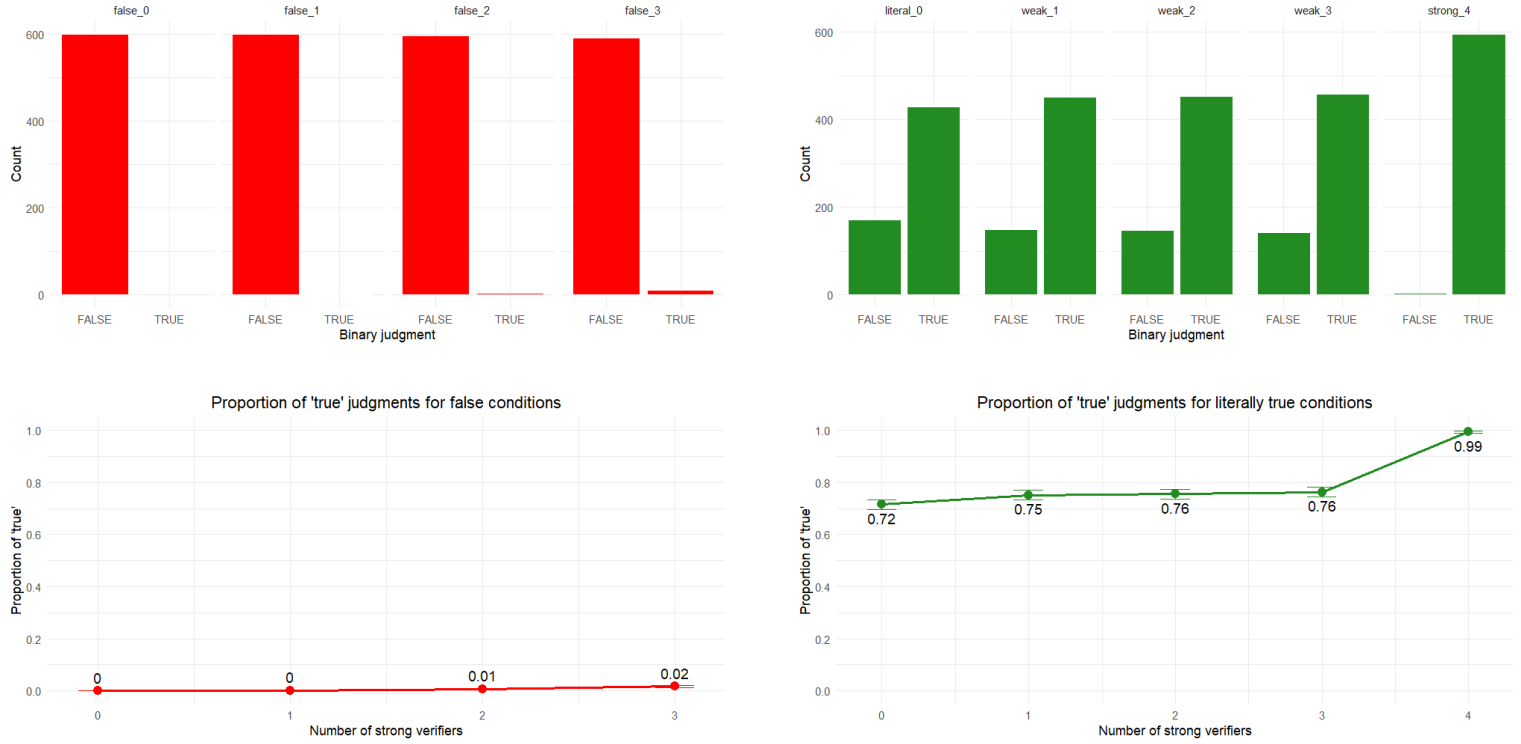 false_0 false_1 false_2 false_3
600
400
200
0
Count
FALSE TRUE FALSE TRUE FALSE TRUE FALSE TRUE
Binary judgment
literal_0 weak_1 weak_2 weak_3 strong_4
600
400
200
0
Count
FALSE TRUE FALSE TRUE FALSE TRUE FALSE TRUE FALSE TRUE
Binary judgment
Proportion of 'true' judgments for false conditions
1.0
0.8
0.6
0.4
0.2
0.0
Proportion of 'true'
0 0 0.01 0.02
0 1 2 3
Number of strong verifiers
Proportion of 'true' judgments for literally true conditions
1.0
0.8
0.6
0.4
0.2
0.0
Proportion of 'true'
0.72 0.75 0.76 0.76 0.99
0 1 2 3 4
Number of strong verifiers